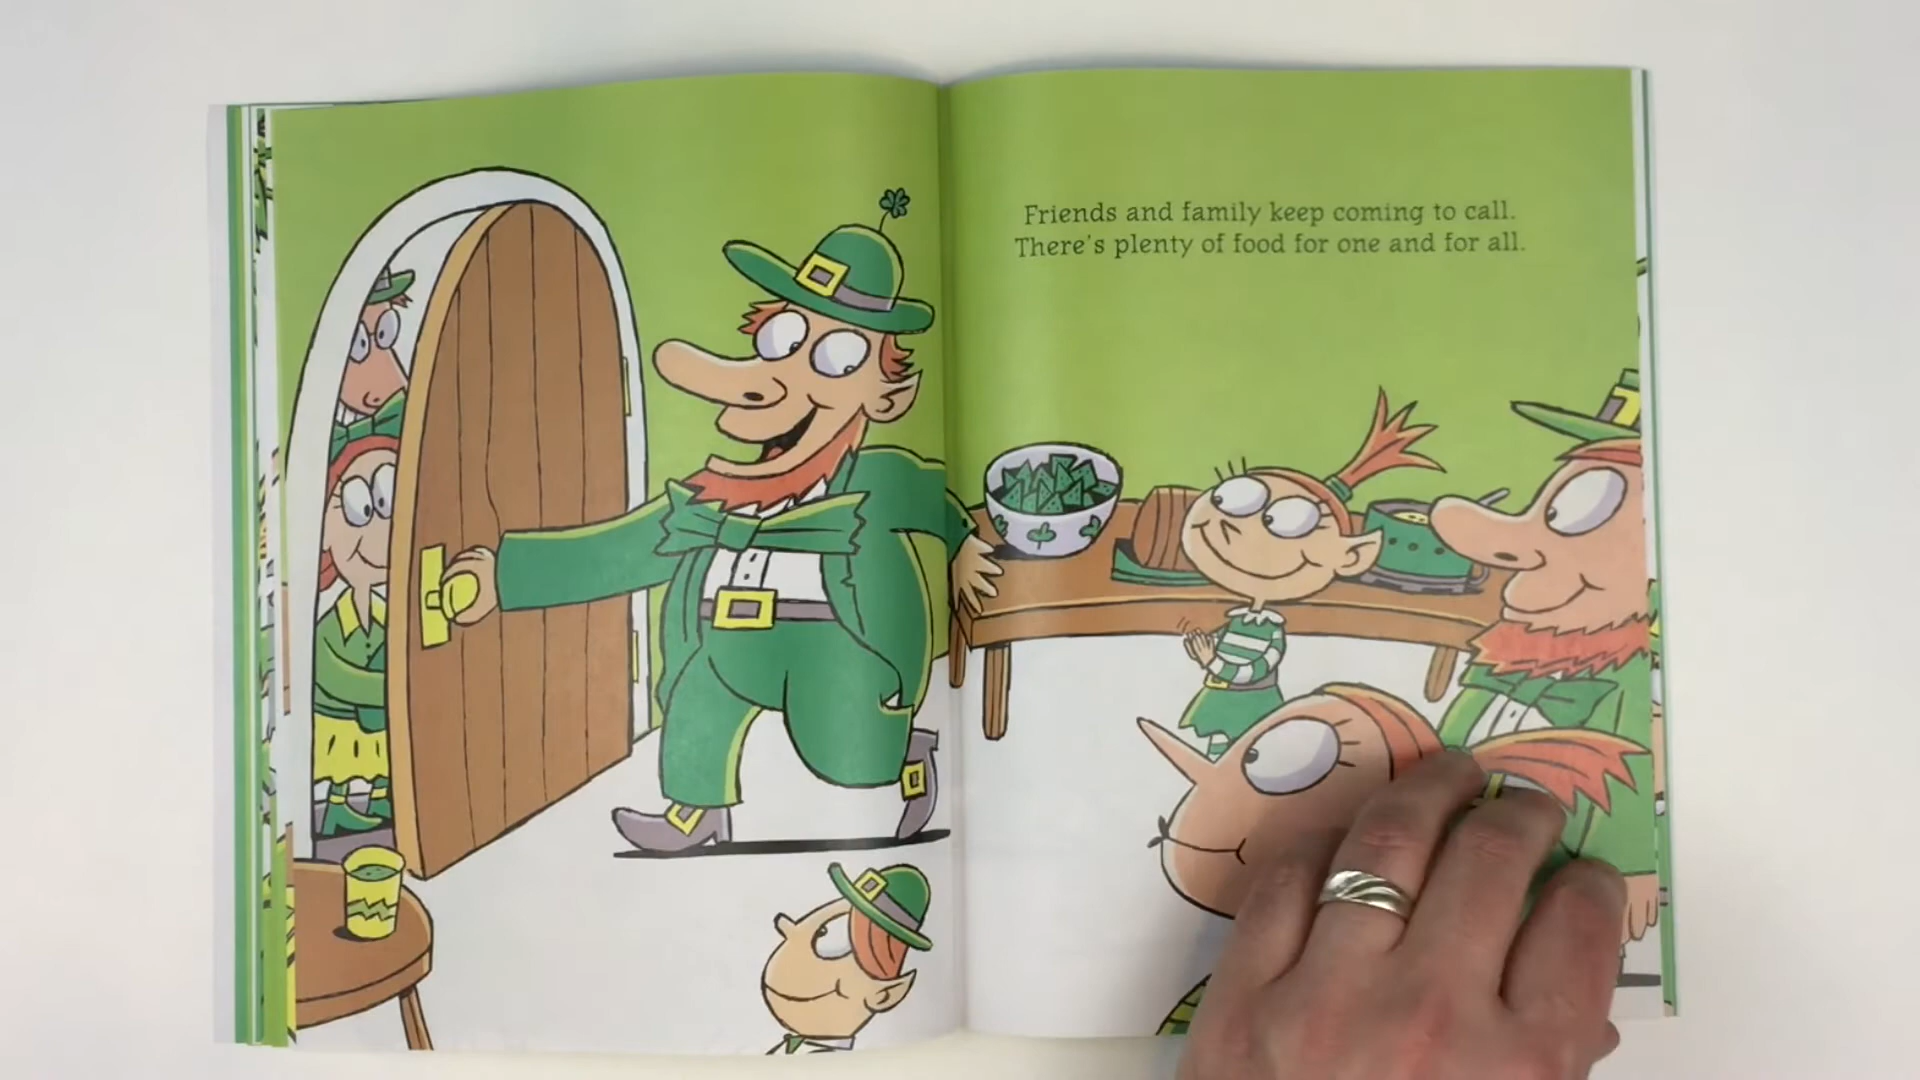 Friends and family keep coming to call.
There's plenty of food for one and for all.